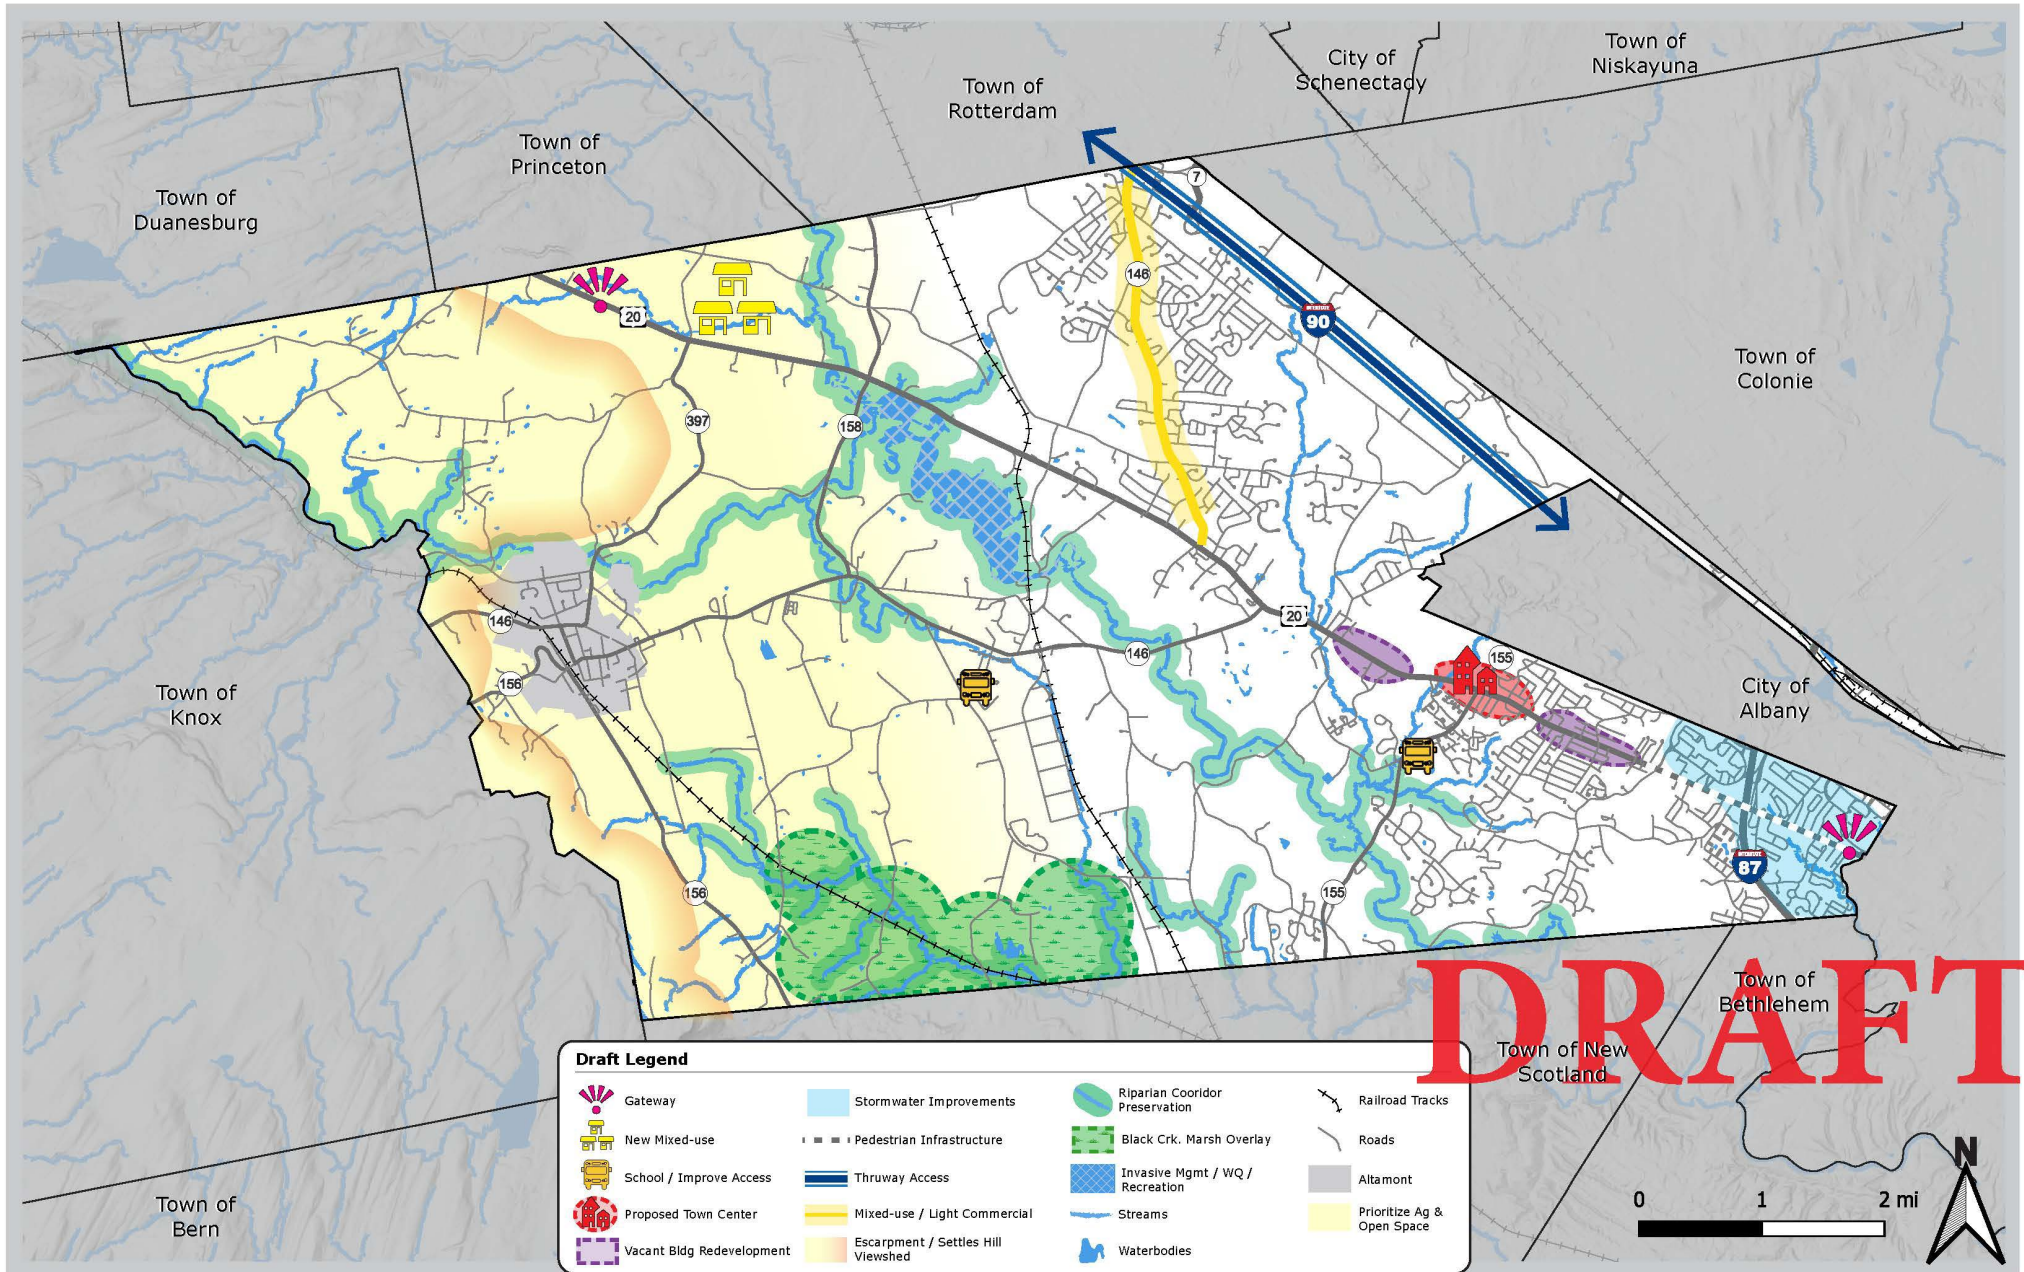 Town of
Rotterdam
City of
Schenectady
Town of
Niskayuna
Town of
Princeton
Town of
Duanesburg
7
146
20
90
Town of
Colonie
397
158
146
20
146
155
156
Town of
Knox
City of
Albany
87
156
155
DRAFT
Town of
Bethlehem
Town of New
Scotland
Town of
Bern
Draft Legend
Gateway
New Mixed-use
School / Improve Access
Proposed Town Center
Vacant Bldg Redevelopment
Stormwater Improvements
Pedestrian Infrastructure
Thruway Access
Mixed-use / Light Commercial
Escarpment / Settles Hill
Viewshed
Riparian Cooridor
Preservation
Black Crk. Marsh Overlay
Invasive Mgmt / WQ /
Recreation
Streams
Waterbodies
Railroad Tracks
Roads
Altamont
Prioritize Ag &
Open Space
N
0 1 2 mi